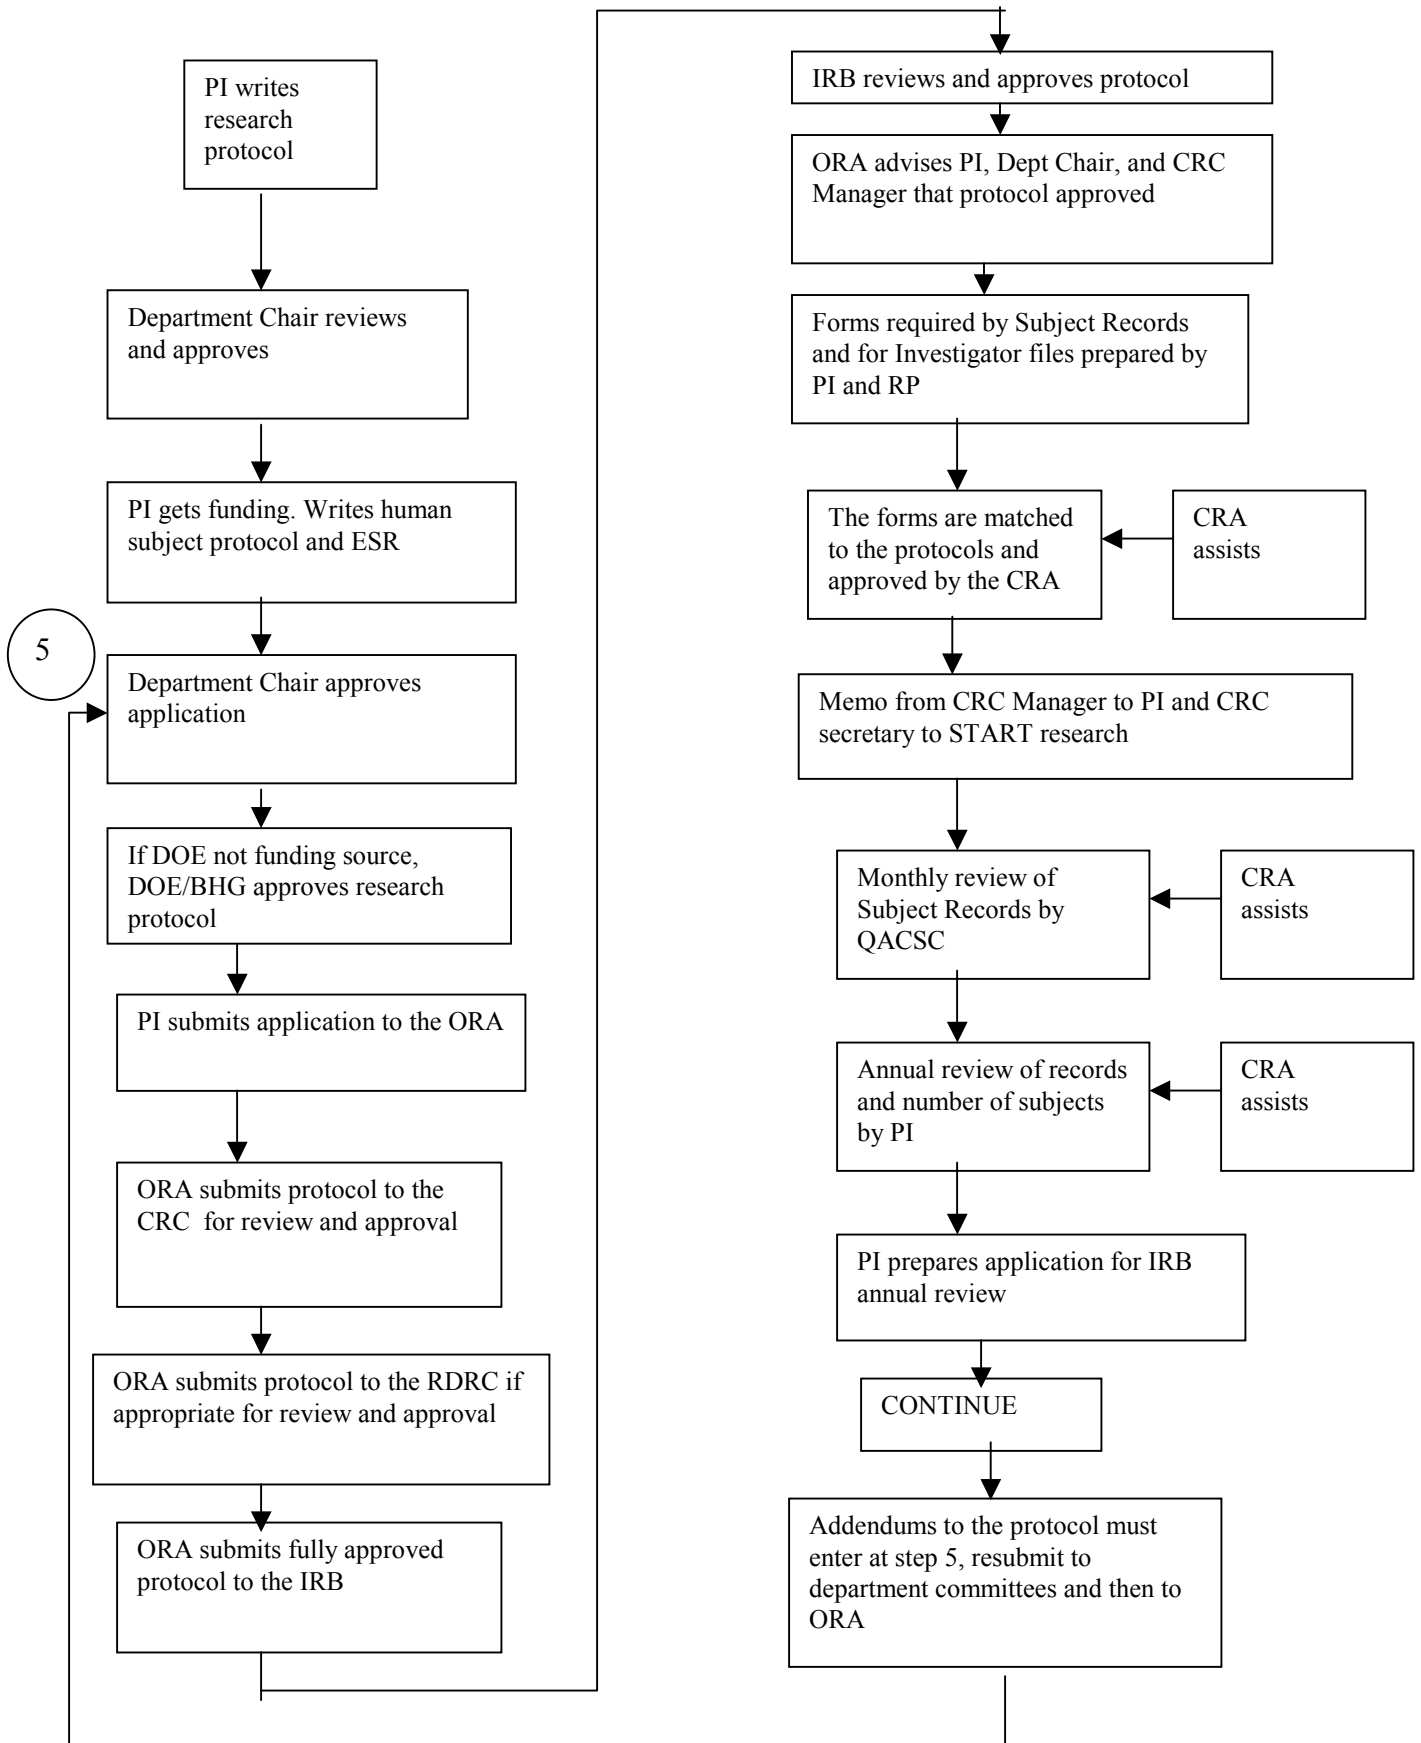 PI writes
research
protocol
Department Chair reviews
and approves
PI gets funding. Writes human
subject protocol and ESR
5
Department Chair approves
application
If DOE not funding source,
DOE/BHG approves research
protocol
PI submits application to the ORA
ORA submits protocol to the
CRC  for review and approval
ORA submits protocol to the RDRC if
appropriate for review and approval
ORA submits fully approved
protocol to the IRB
IRB reviews and approves protocol
ORA advises PI, Dept Chair, and CRC
Manager that protocol approved
Forms required by Subject Records
and for Investigator files prepared by
PI and RP
The forms are matched
to the protocols and
approved by the CRA
CRA
assists
Memo from CRC Manager to PI and CRC
secretary to START research
Monthly review of
Subject Records by
QACSC
CRA
assists
Annual review of records
and number of subjects
by PI
CRA
assists
PI prepares application for IRB
annual review
CONTINUE
Addendums to the protocol must
enter at step 5, resubmit to
department committees and then to
ORA